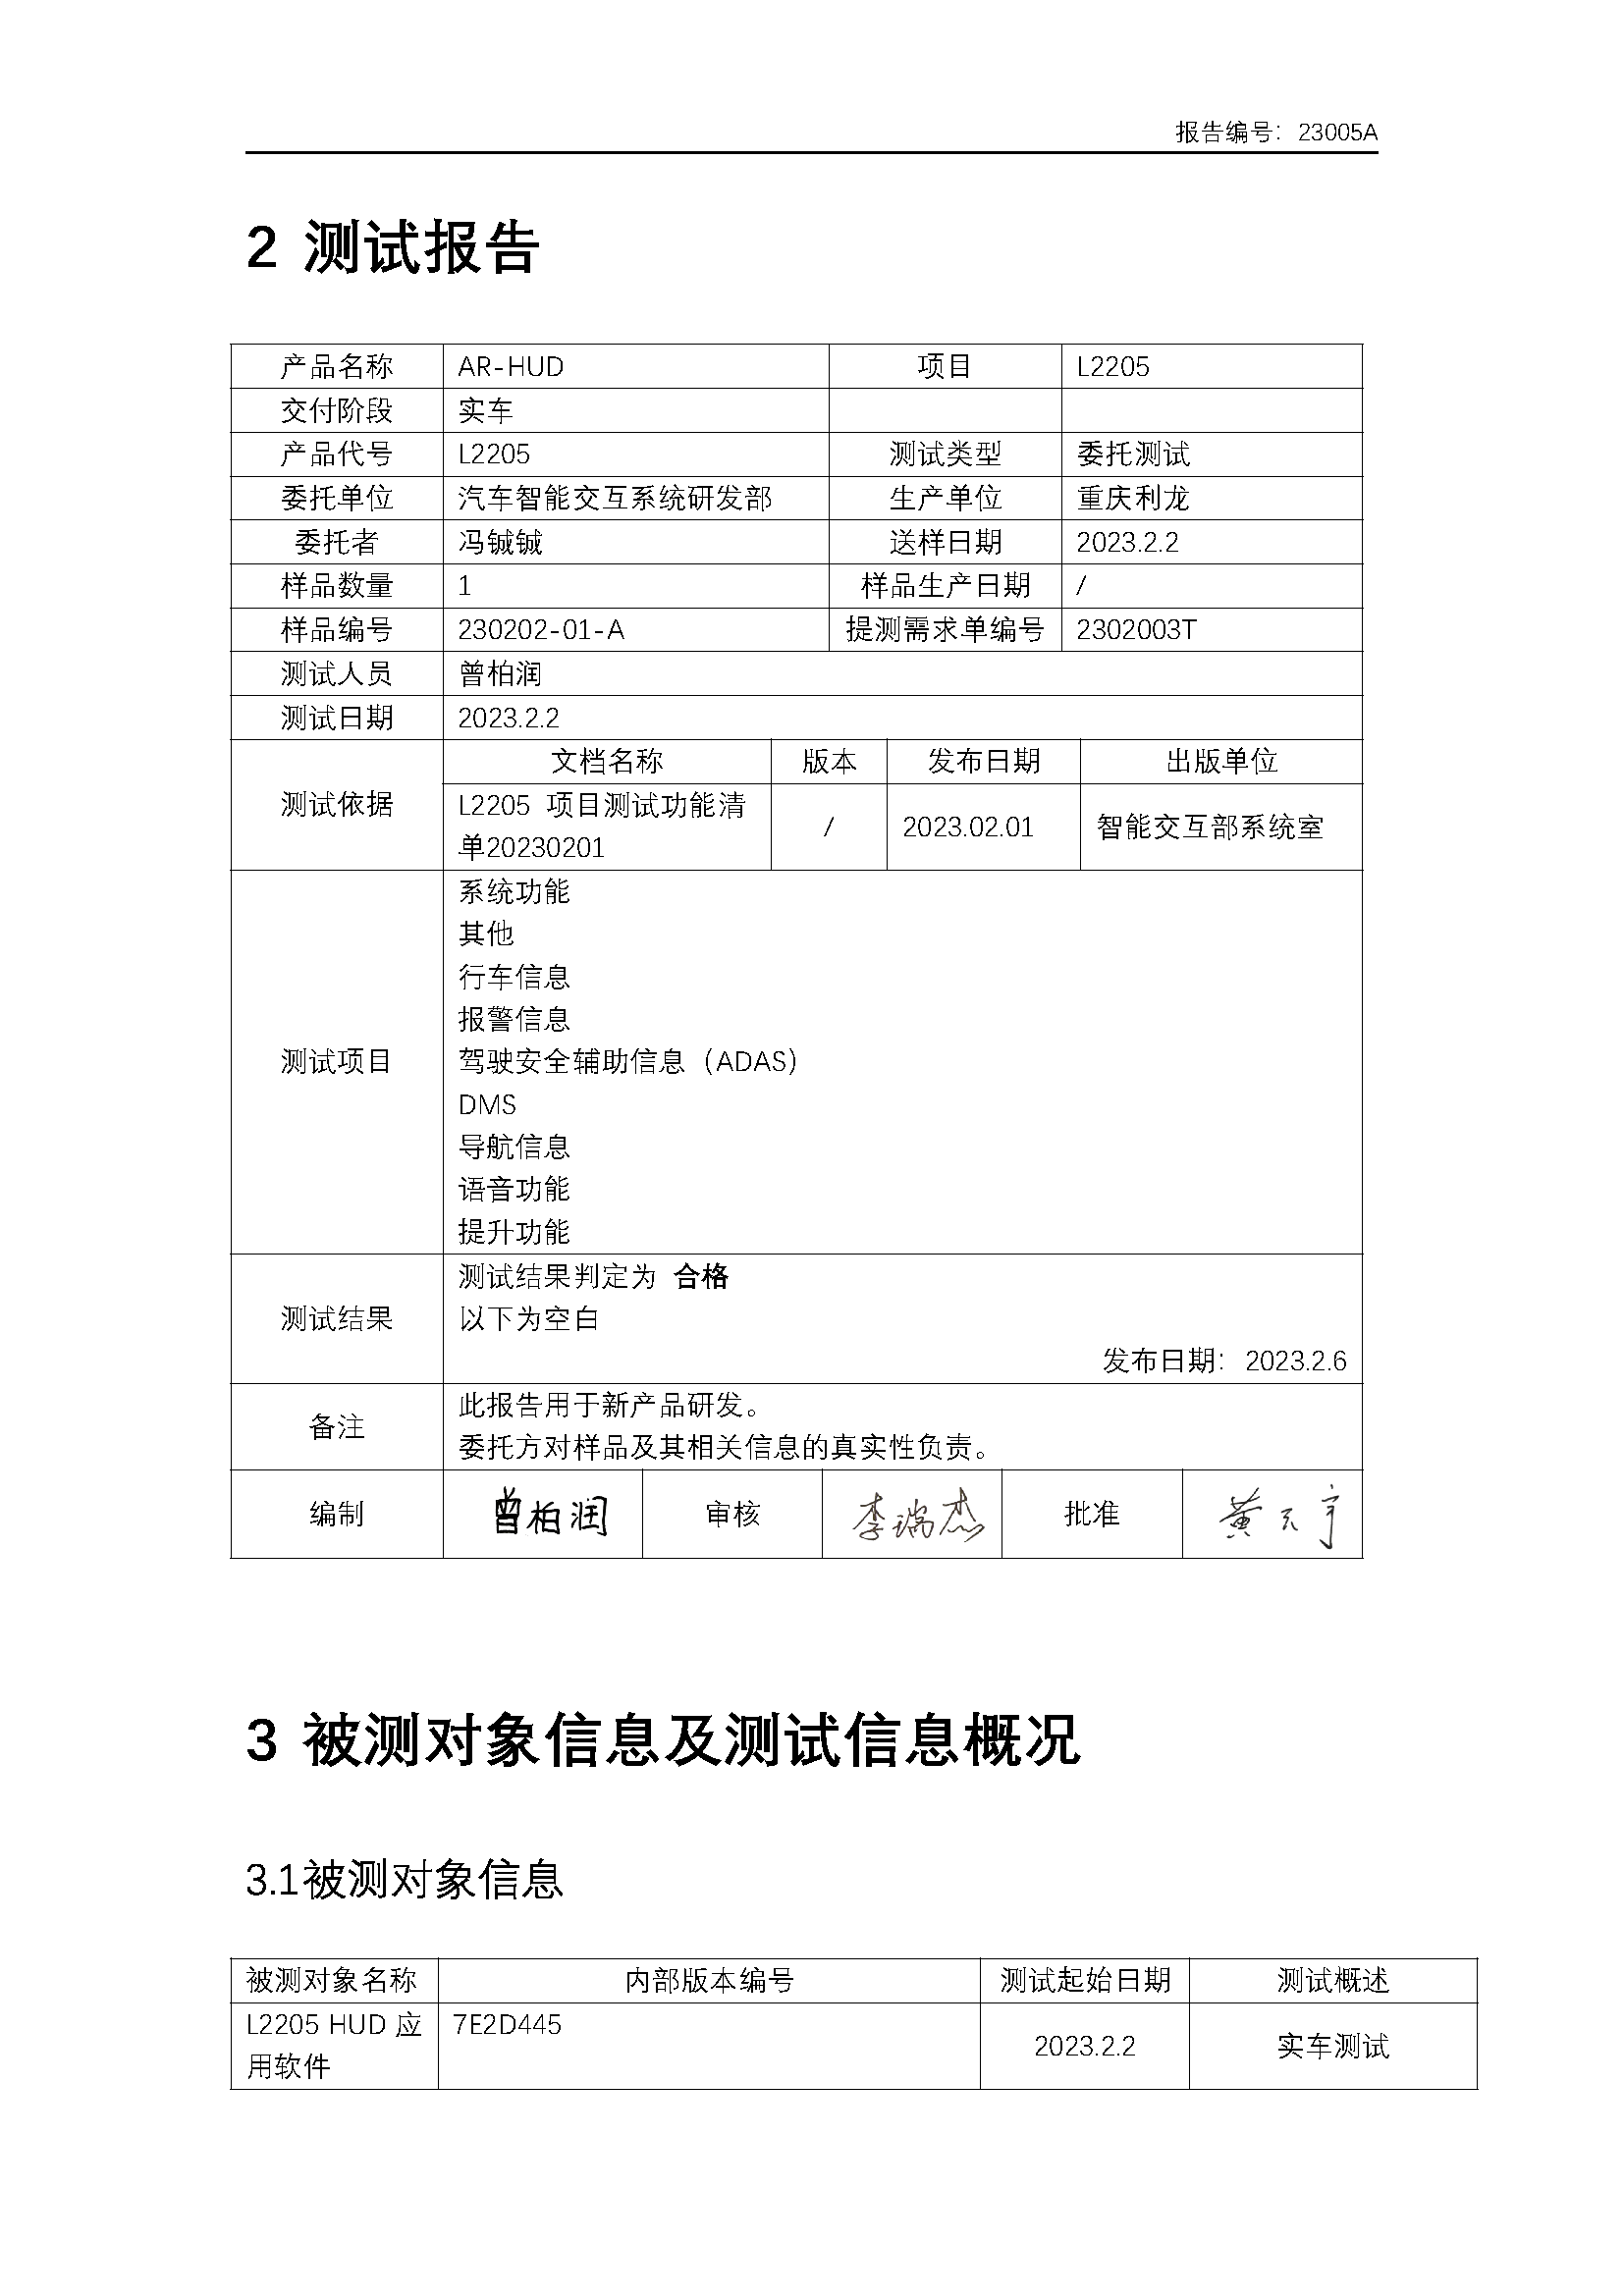 报告编号：23005A
2 测试报告
产品名称 AR-HUD 项目 L2205
交付阶段 实车
产品代号 L2205 测试类型 委托测试
委托单位 汽车智能交互系统研发部 生产单位 重庆利龙
委托者 冯铖铖 送样日期 2023.2.2
样品数量 1 样品生产日期 /
样品编号 230202-01-A 提测需求单编号 2302003T
测试人员 曾柏润
测试日期 2023.2.2
测试依据
文档名称 版本 发布日期 出版单位
L2205 项目测试功能清
单20230201
/ 2023.02.01 智能交互部系统室
测试项目
系统功能
其他
行车信息
报警信息
驾驶安全辅助信息（ADAS）
DMS
导航信息
语音功能
提升功能
测试结果
测试结果判定为 合格
以下为空白
发布日期：2023.2.6
备注
此报告用于新产品研发。
委托方对样品及其相关信息的真实性负责。
编制 曾柏润 审核 李瑞杰 批准 黄天宇
3 被测对象信息及测试信息概况
3.1被测对象信息
被测对象名称 内部版本编号 测试起始日期 测试概述
L2205 HUD 应
用软件
7E2D445 2023.2.2 实车测试